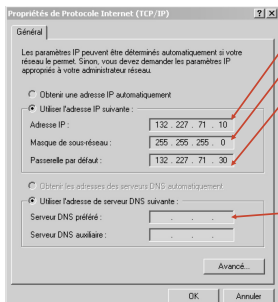 Propriétés de Protocole Internet (TCP/IP)
Général
Les paramètres IP peuvent être déterminés automatiquement si votre
réseau le permet. Sinon, vous devez demander les paramètres IP
appropriés à votre administrateur réseau.
Obtenir une adresse IP automatiquement
Utiliser l'adresse IP suivante :
Adresse IP : 132 . 227 . 71 . 10
Masque de sous-réseau : 255 . 255 . 255 . 0
Passerelle par défaut : 132 . 227 . 71 . 30
Obtenir les adresses des serveurs DNS automatiquement
Utiliser l'adresse de serveur DNS suivante :
Serveur DNS préféré : . . .
Serveur DNS auxiliaire : . . .
Avancé...
OK Annuler